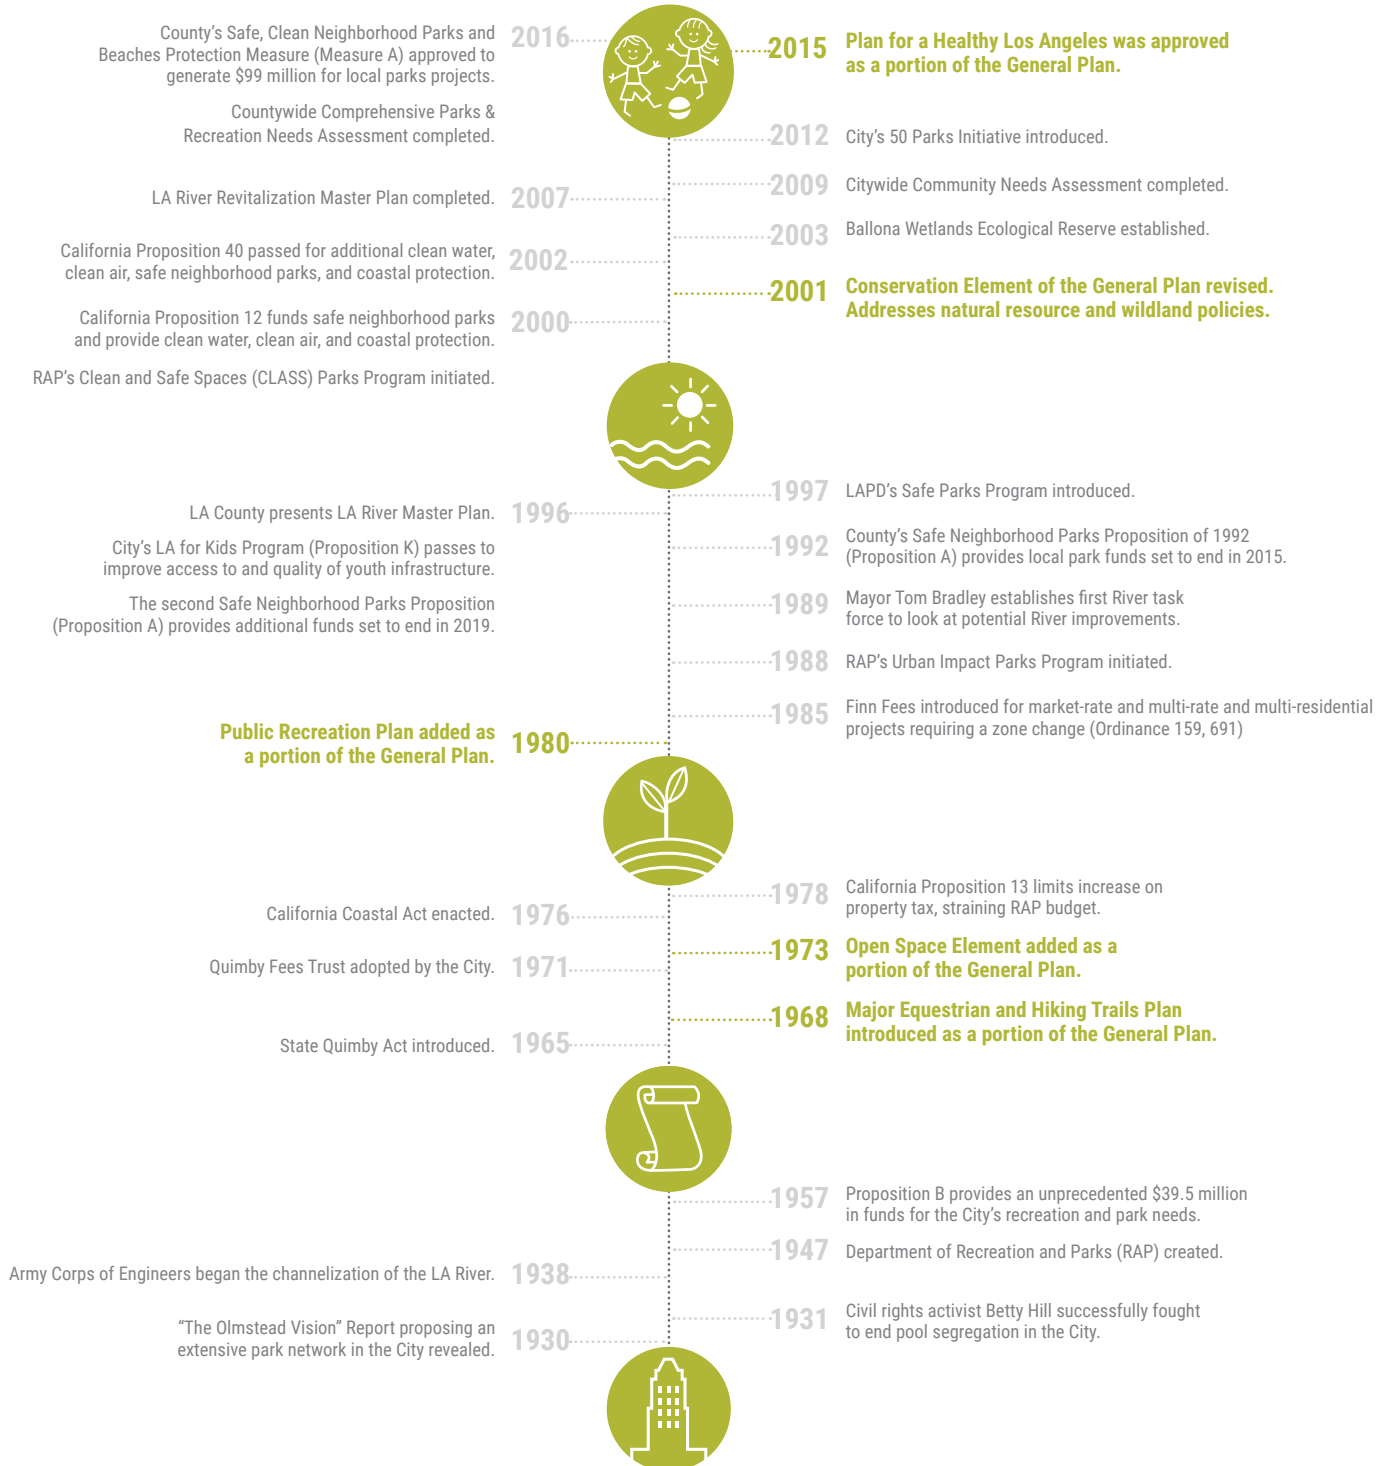 2016
County's Safe, Clean Neighborhood Parks and
Beaches Protection Measure (Measure A) approved to
generate $99 million for local parks projects.
Countywide Comprehensive Parks &
Recreation Needs Assessment completed.
2015
Plan for a Healthy Los Angeles was approved
as a portion of the General Plan.
2012
City's 50 Parks Initiative introduced.
2009
Citywide Community Needs Assessment completed.
2007
LA River Revitalization Master Plan completed.
2003
Ballona Wetlands Ecological Reserve established.
2002
California Proposition 40 passed for additional clean water,
clean air, safe neighborhood parks, and coastal protection.
2001
Conservation Element of the General Plan revised.
Addresses natural resource and wildland policies.
2000
California Proposition 12 funds safe neighborhood parks
and provide clean water, clean air, and coastal protection.
RAP's Clean and Safe Spaces (CLASS) Parks Program initiated.
1997
LAPD's Safe Parks Program introduced.
1996
LA County presents LA River Master Plan.
City's LA for Kids Program (Proposition K) passes to
improve access to and quality of youth infrastructure.
The second Safe Neighborhood Parks Proposition
(Proposition A) provides additional funds set to end in 2019.
1992
County's Safe Neighborhood Parks Proposition of 1992
(Proposition A) provides local park funds set to end in 2015.
1989
Mayor Tom Bradley establishes first River task
force to look at potential River improvements.
1988
RAP's Urban Impact Parks Program initiated.
1985
Finn Fees introduced for market-rate and multi-rate and multi-residential
projects requiring a zone change (Ordinance 159, 691)
1980
Public Recreation Plan added as
a portion of the General Plan.
1978
California Proposition 13 limits increase on
property tax, straining RAP budget.
1976
California Coastal Act enacted.
1973
Open Space Element added as a
portion of the General Plan.
1971
Quimby Fees Trust adopted by the City.
1968
Major Equestrian and Hiking Trails Plan
introduced as a portion of the General Plan.
1965
State Quimby Act introduced.
1957
Proposition B provides an unprecedented $39.5 million
in funds for the City's recreation and park needs.
1947
Department of Recreation and Parks (RAP) created.
1938
Army Corps of Engineers began the channelization of the LA River.
1931
Civil rights activist Betty Hill successfully fought
to end pool segregation in the City.
1930
"The Olmstead Vision" Report proposing an
extensive park network in the City revealed.